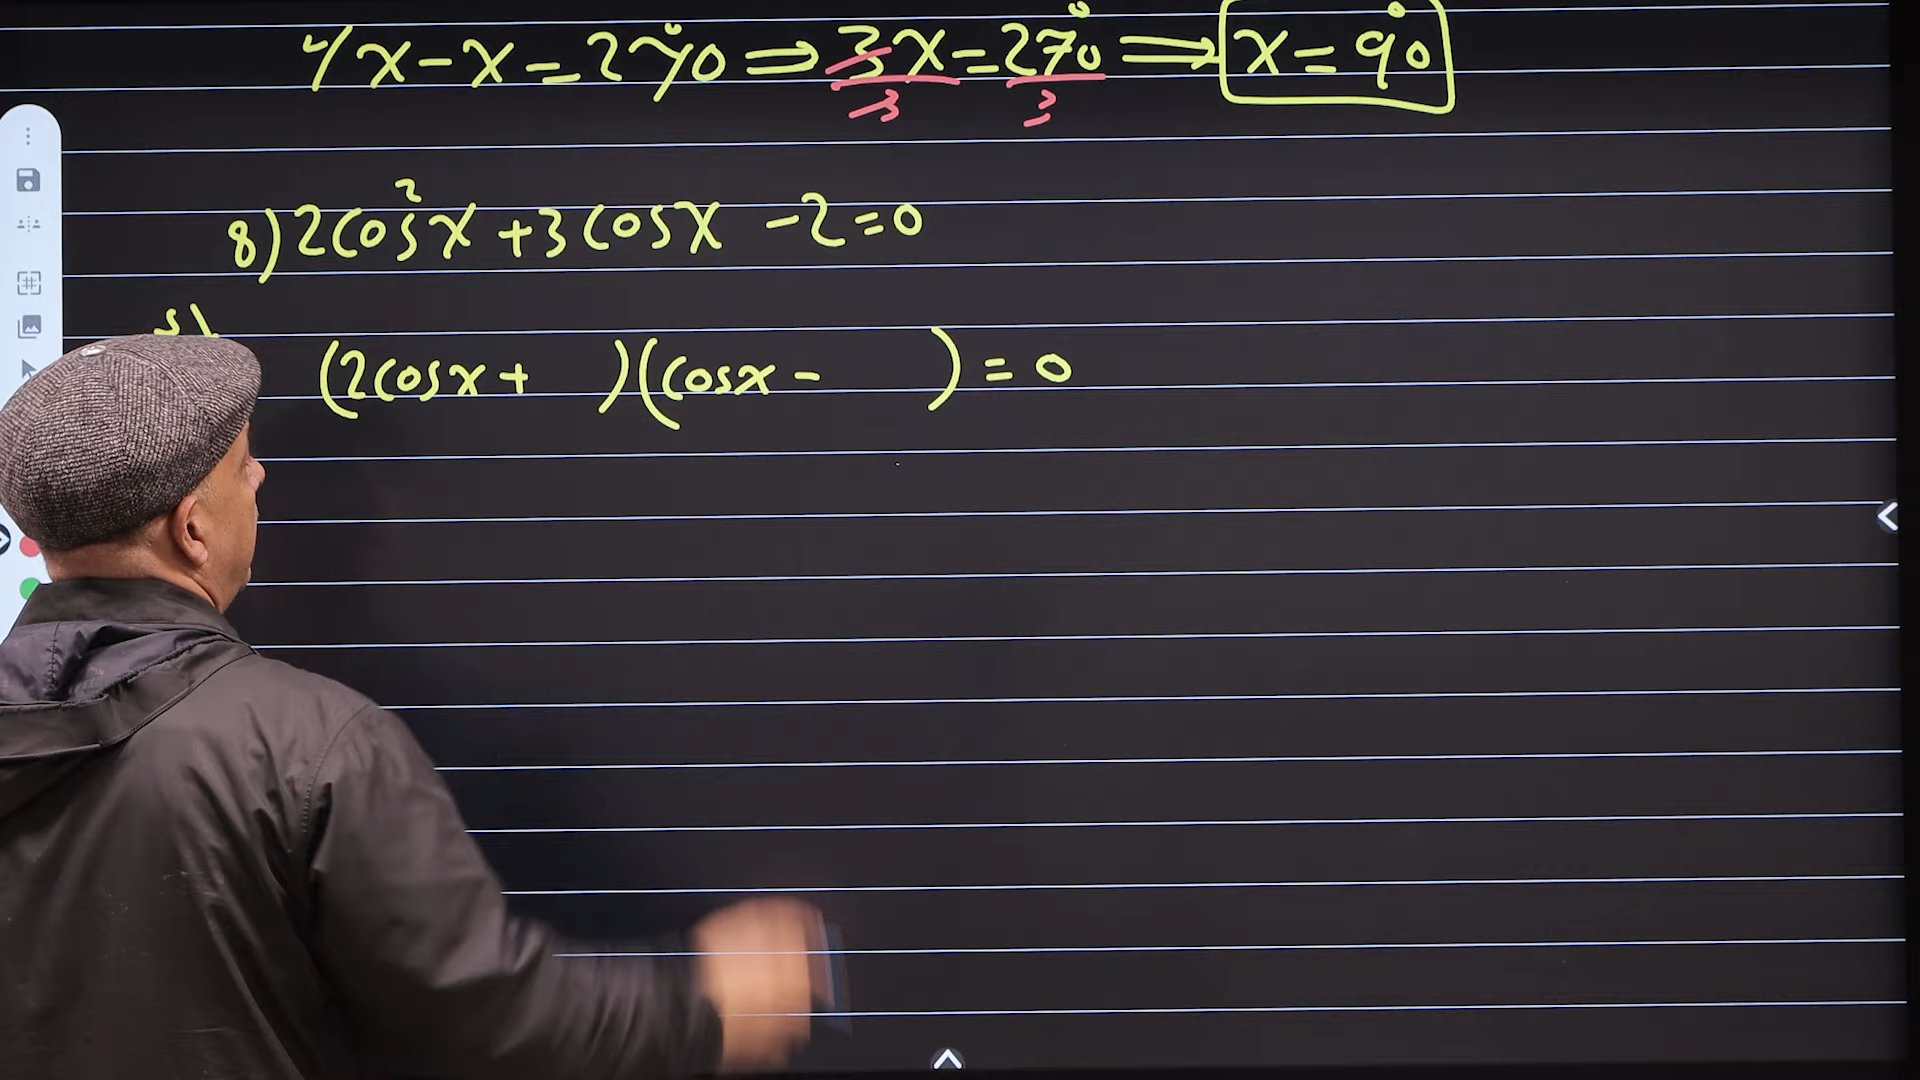 4x - x = 270° ⇒ 3x/3 = 270°/3 ⇒ x = 90°
8) 2cos²x + 3cosx - 2 = 0
(2cosx + )(cosx - ) = 0